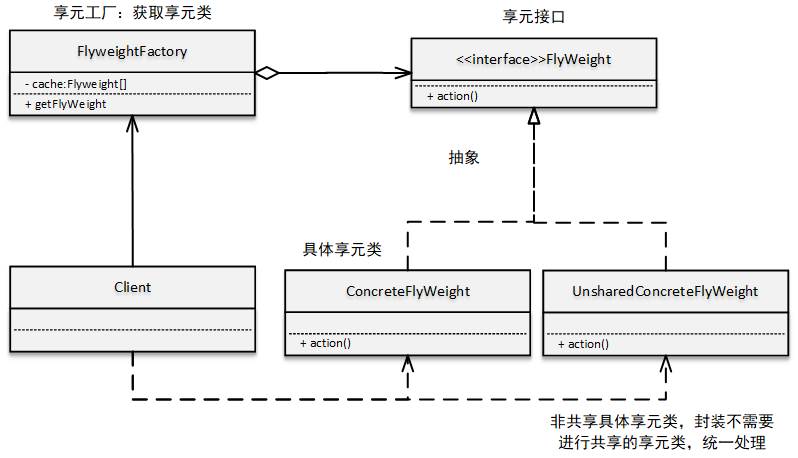 享元工厂：获取享元类
享元接口
FlyweightFactory
- cache:Flyweight[]
+ getFlyWeight
<<interface>>FlyWeight
+ action()
抽象
具体享元类
Client
ConcreteFlyWeight
+ action()
UnsharedConcreteFlyWeight
+ action()
非共享具体享元类，封装不需要
进行共享的享元类，统一处理